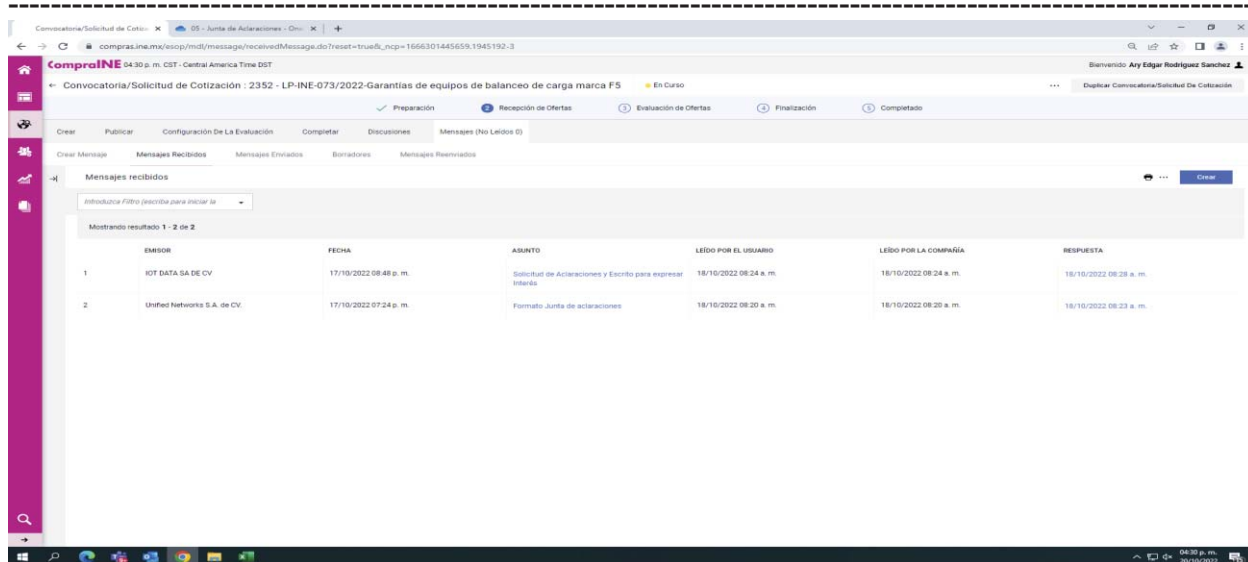 Convocatoria/Solicitud de Cotiz× 05 - Junta de Aclaraciones - One
compras.ine.mx/esop/mdl/message/receivedMessage.do?reset=true&_ncp=1666301445659.1945192-3
CompraINE 04:30 p. m. CST - Central America Time DST Bienvenido Ary Edgar Rodriguez Sanchez
Convocatoria/Solicitud de Cotización : 2352 - LP-INE-073/2022-Garantías de equipos de balanceo de carga marca F5 En Curso ... Duplicar Convocatoria/Solicitud De Cotización
Preparación 2 Recepción de Ofertas 3 Evaluación de Ofertas 4 Finalización 5 Completado
Crear Publicar Configuración De La Evaluación Completar Discusiones Mensajes (No Leídos 0)
Crear Mensaje Mensajes Recibidos Mensajes Enviados Borradores Mensajes Reenviados
Mensajes recibidos ... Crear
Introduzca Filtro (escriba para iniciar la
Mostrando resultado 1 - 2 de 2
EMISOR FECHA ASUNTO LEÍDO POR EL USUARIO LEÍDO POR LA COMPAÑÍA RESPUESTA
1 IOT DATA SA DE CV 17/10/2022 08:48 p. m. Solicitud de Aclaraciones y Escrito para expresar 18/10/2022 08:24 a. m. 18/10/2022 08:24 a. m. 18/10/2022 08:28 a. m.
Interés
2 Unified Networks S.A. de CV. 17/10/2022 07:24 p. m. Formato Junta de aclaraciones 18/10/2022 08:20 a. m. 18/10/2022 08:20 a. m. 18/10/2022 08:23 a. m.
04:30 p. m.
20/10/2022